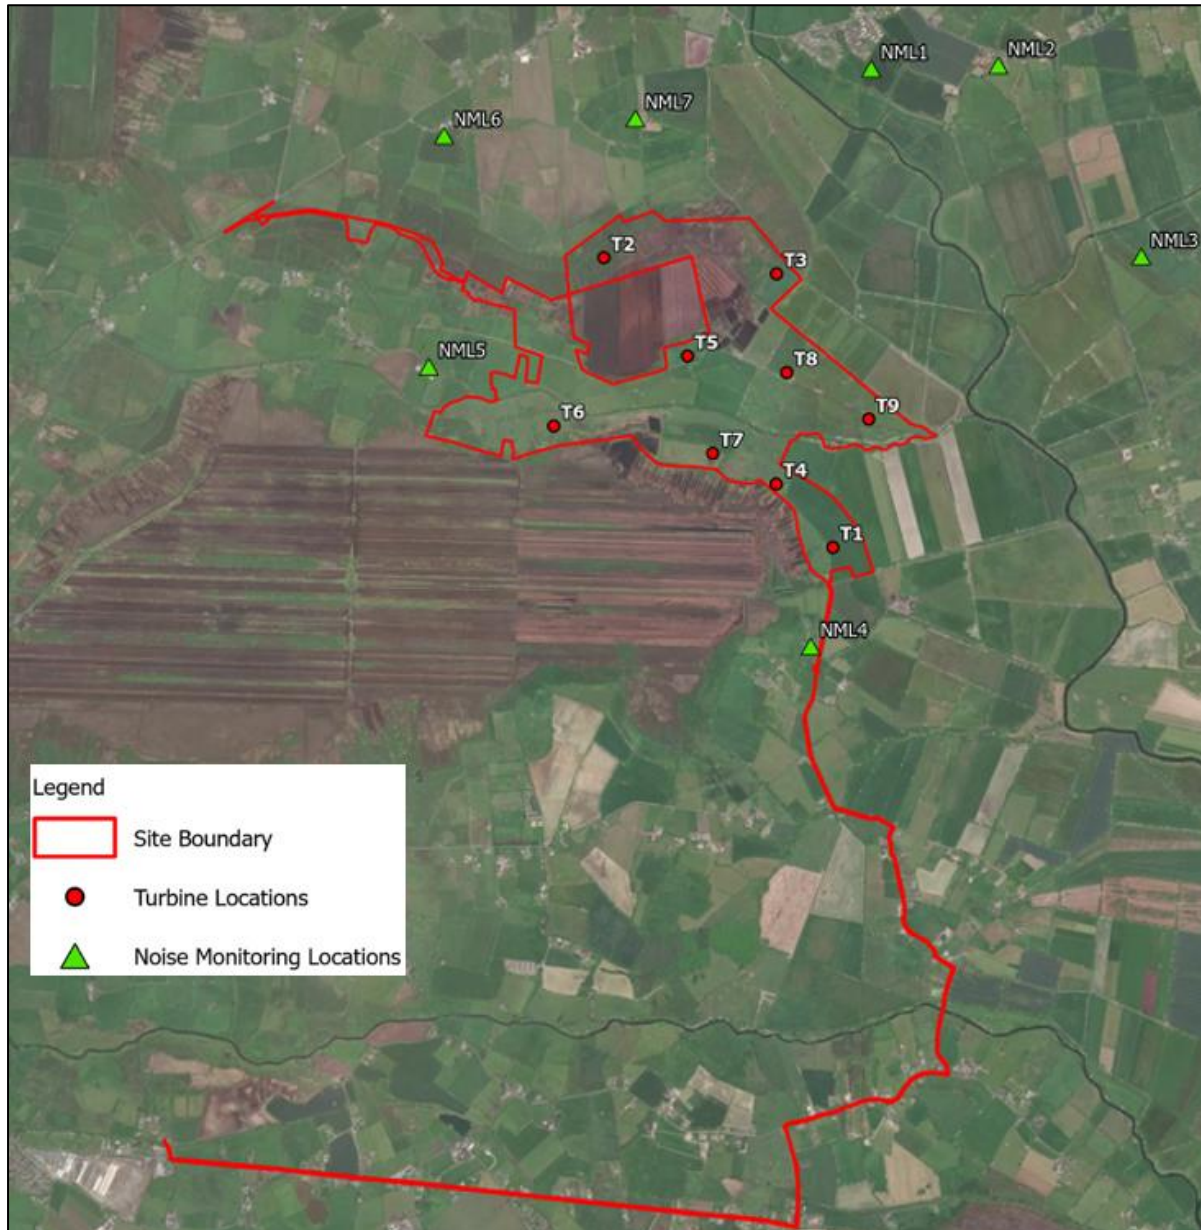 NML1
NML2
NML7
NML6
NML3
T2
T3
T5
NML5
T8
T9
T6
T7
T4
T1
NML4
Legend
Site Boundary
Turbine Locations
Noise Monitoring Locations